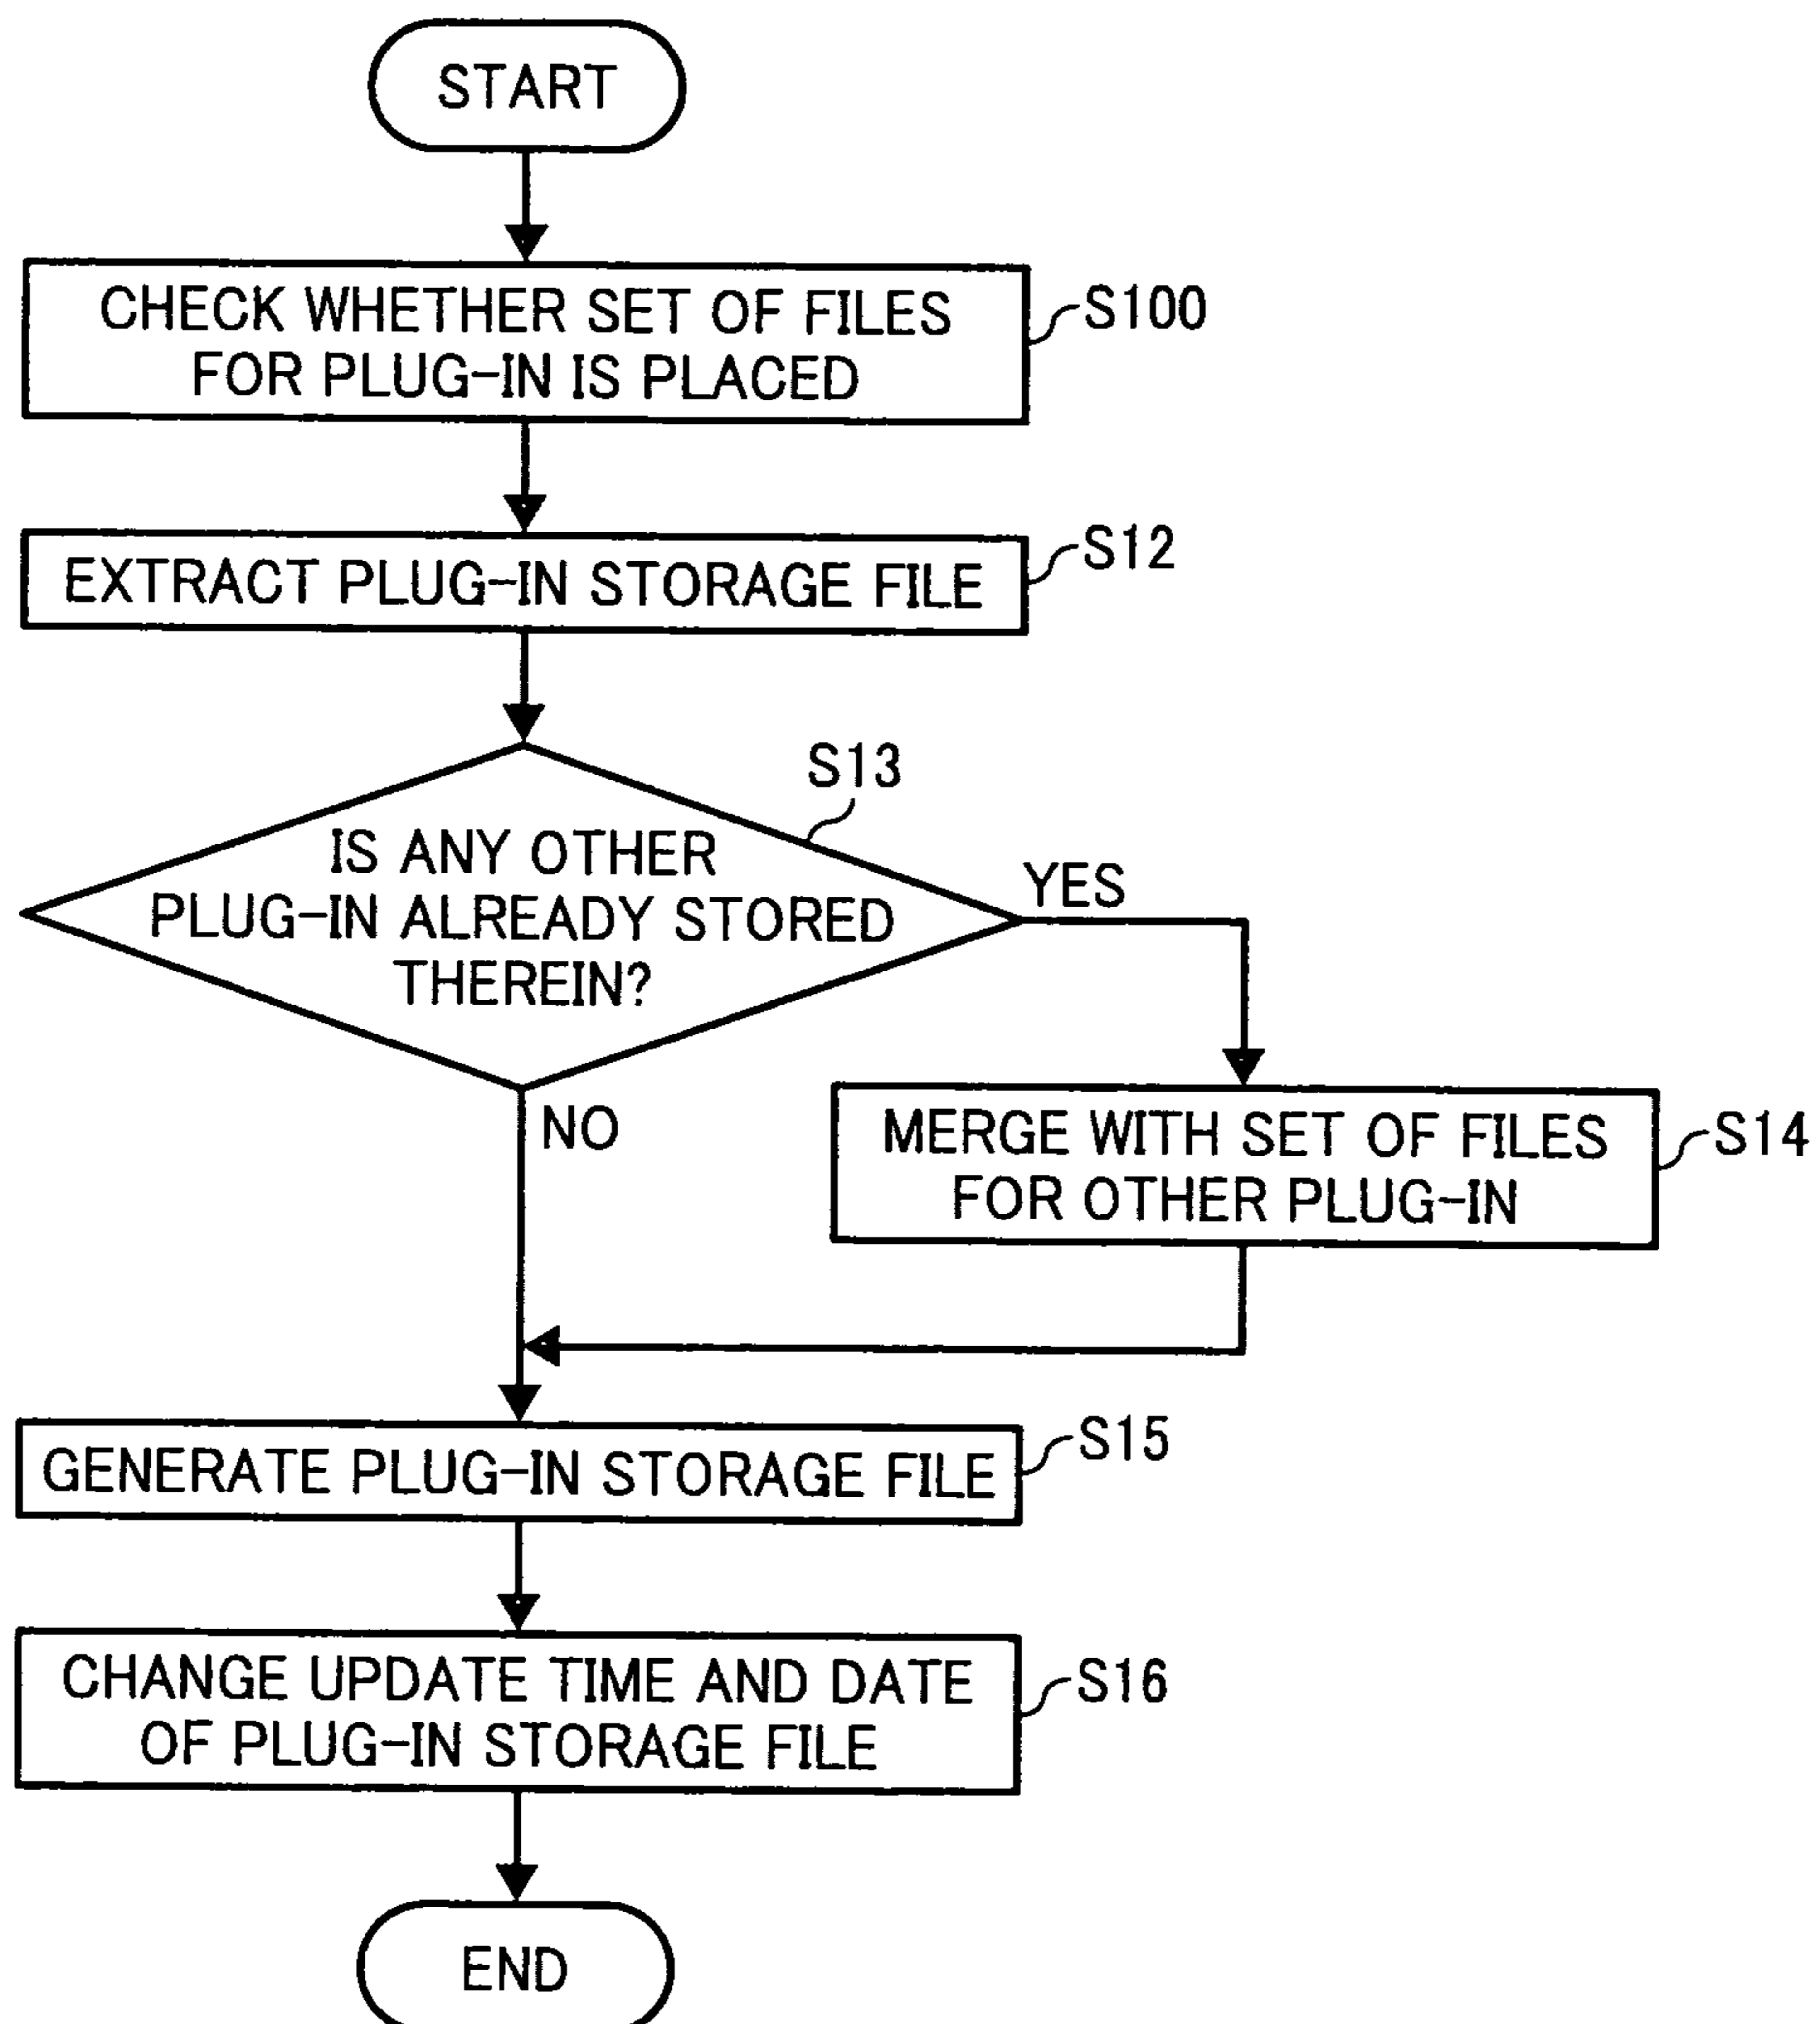 START
CHECK WHETHER SET OF FILES
FOR PLUG-IN IS PLACED
S100
EXTRACT PLUG-IN STORAGE FILE
S12
S13
IS ANY OTHER
PLUG-IN ALREADY STORED
THEREIN?
YES
NO
MERGE WITH SET OF FILES
FOR OTHER PLUG-IN
S14
GENERATE PLUG-IN STORAGE FILE
S15
CHANGE UPDATE TIME AND DATE
OF PLUG-IN STORAGE FILE
S16
END